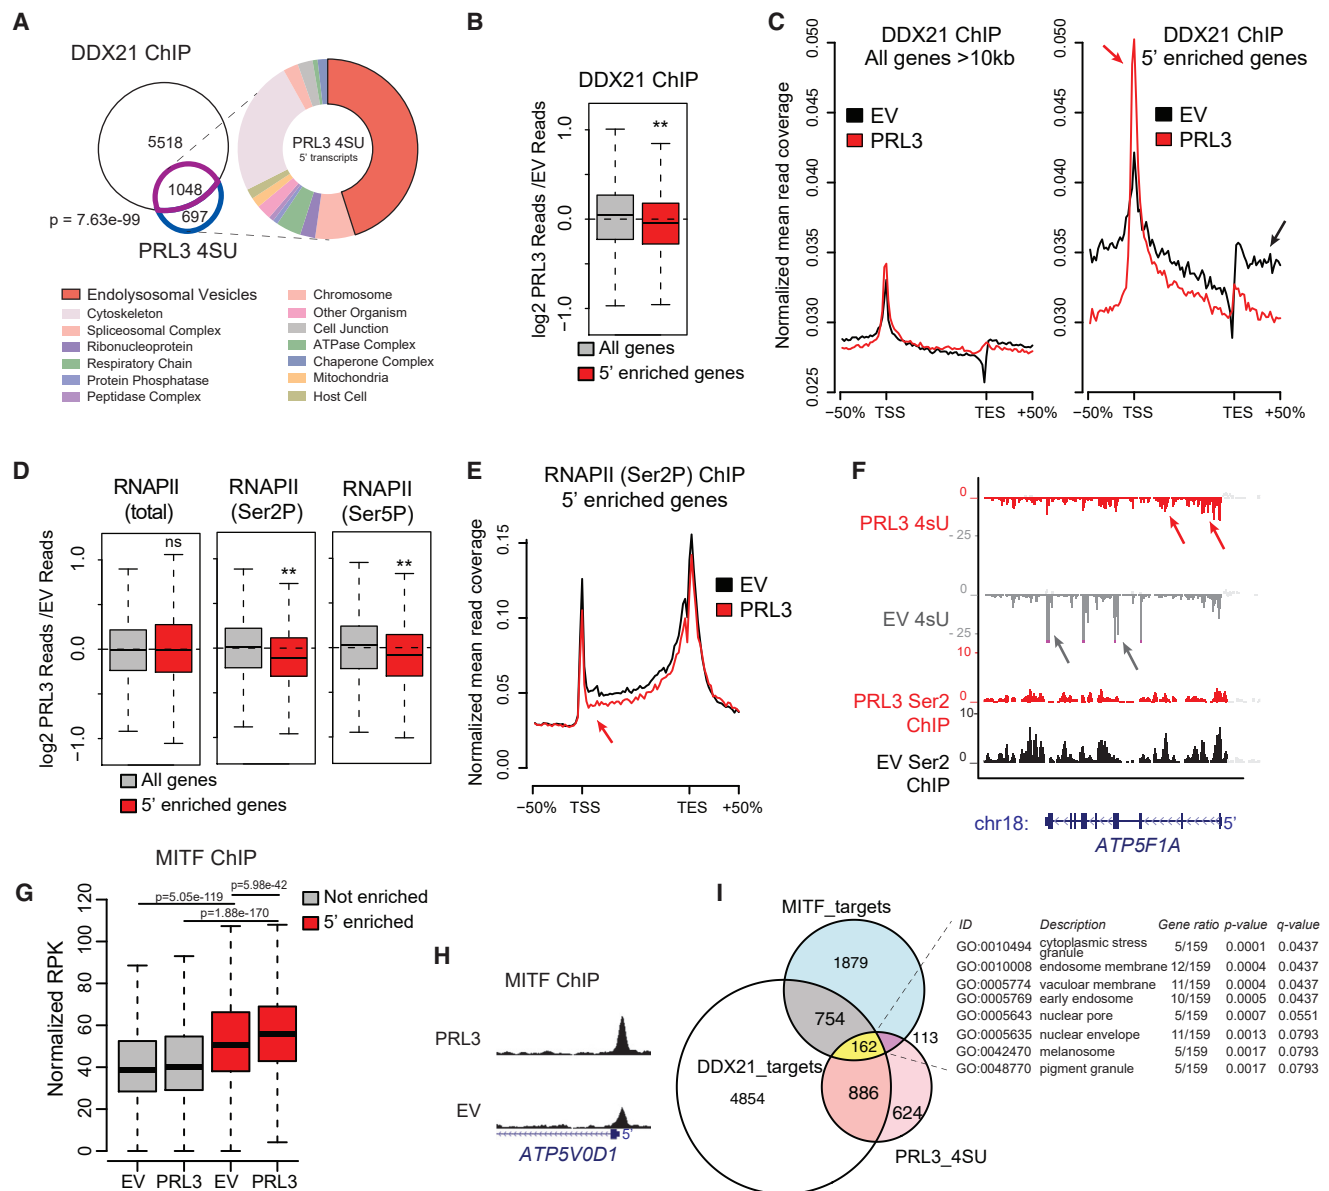 A
DDX21 ChIP
5518
1048
697
p = 7.63e-99
PRL3 4SU
PRL3 4SU
5' transcripts
Endolysosomal Vesicles
Cytoskeleton
Spliceosomal Complex
Ribonucleoprotein
Respiratory Chain
Protein Phosphatase
Peptidase Complex
Chromosome
Other Organism
Cell Junction
ATPase Complex
Chaperone Complex
Mitochondria
Host Cell
B
DDX21 ChIP
log2 PRL3 Reads /EV Reads
1.0
0.0
−1.0
**
All genes
5' enriched genes
C
DDX21 ChIP
All genes >10kb
EV
PRL3
Normalized mean read coverage
0.050
0.045
0.040
0.035
0.030
0.025
−50% TSS TES +50%
DDX21 ChIP
5' enriched genes
EV
PRL3
0.050
0.045
0.040
0.035
0.030
−50% TSS TES +50%
D
RNAPII
(total)
RNAPII
(Ser2P)
RNAPII
(Ser5P)
log2 PRL3 Reads /EV Reads
1.0
0.0
−1.0
ns
**
**
All genes
5' enriched genes
E
RNAPII (Ser2P) ChIP
5' enriched genes
Normalized mean read coverage
0.15
0.10
0.05
0.00
EV
PRL3
−50% TSS TES +50%
F
0
PRL3 4sU
- 25
0
EV 4sU
- 25
10
PRL3 Ser2
ChIP
0
10
EV Ser2
ChIP
0
chr18:
5'
ATP5F1A
G
MITF ChIP
Normalized RPK
120
100
80
60
40
20
0
p=5.05e-119
p=5.98e-42
p=1.88e-170
Not enriched
5' enriched
EV PRL3 EV PRL3
H
MITF ChIP
PRL3
EV
5'
ATP5V0D1
I
MITF_targets
1879
754
162
113
DDX21_targets
4854
886
624
PRL3_4SU
ID Description Gene ratio p-value q-value
GO:0010494 cytoplasmic stress granule 5/159 0.0001 0.0437
GO:0010008 endosome membrane 12/159 0.0004 0.0437
GO:0005774 vacuolar membrane 11/159 0.0004 0.0437
GO:0005769 early endosome 10/159 0.0005 0.0437
GO:0005643 nuclear pore 5/159 0.0007 0.0551
GO:0005635 nuclear envelope 11/159 0.0013 0.0793
GO:0042470 melanosome 5/159 0.0017 0.0793
GO:0048770 pigment granule 5/159 0.0017 0.0793